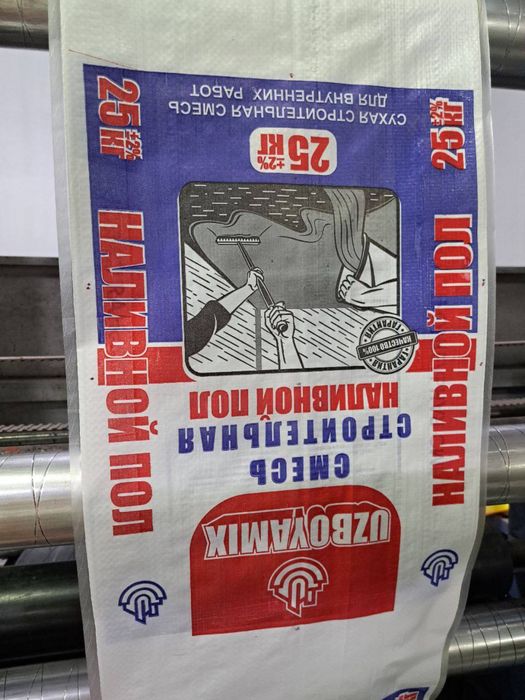 UZBOYAMIX
СМЕСЬ
СТРОИТЕЛЬНАЯ
НАЛИВНОЙ ПОЛ
ГАРАНТИЯ
КАЧЕСТВО 100%
ГАРАНТИЯ
25 ±2%
КГ
СУХАЯ СТРОИТЕЛЬНАЯ СМЕСЬ
ДЛЯ ВНУТРЕННИХ РАБОТ
НАЛИВНОЙ ПОЛ
25 ±2%
КГ
НАЛИВНОЙ ПОЛ
25 ±2%
КГ